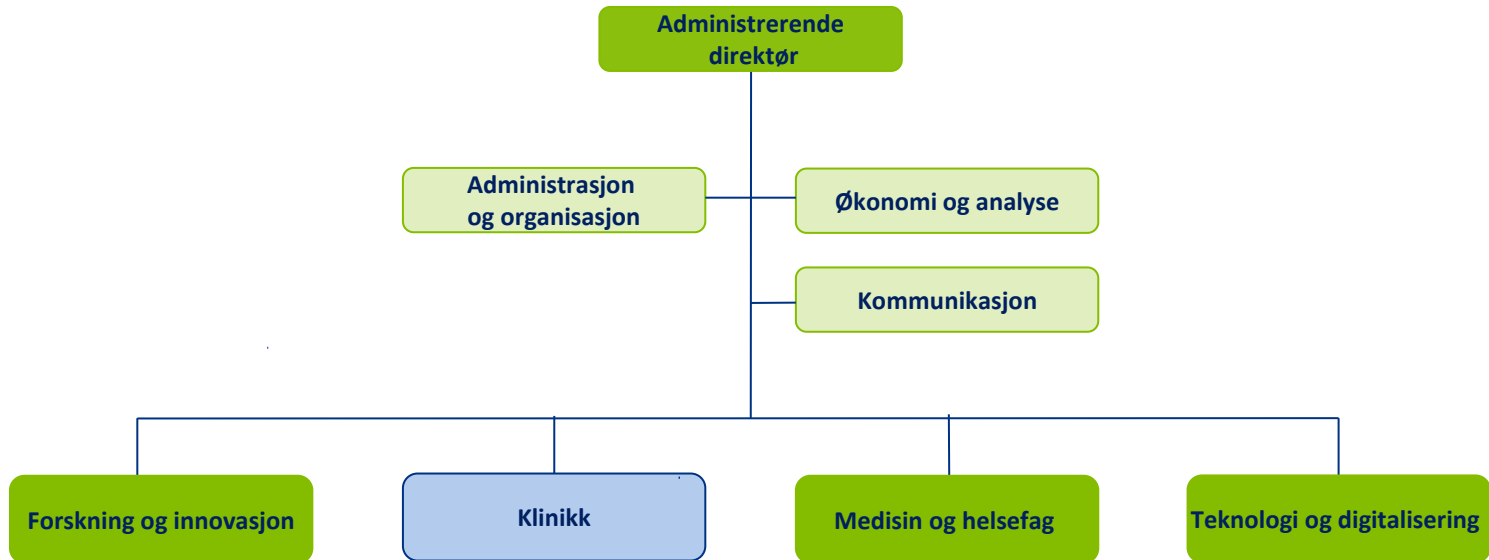 Administrerende
direktør
Administrasjon
og organisasjon
Økonomi og analyse
Kommunikasjon
Forskning og innovasjon
Klinikk
Medisin og helsefag
Teknologi og digitalisering